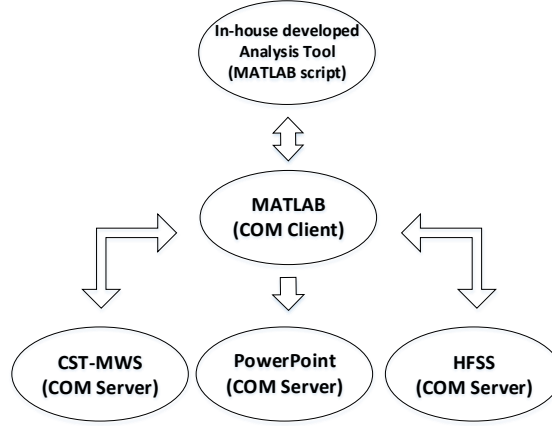 In-house developed
Analysis Tool
(MATLAB script)
MATLAB
(COM Client)
CST-MWS
(COM Server)
PowerPoint
(COM Server)
HFSS
(COM Server)